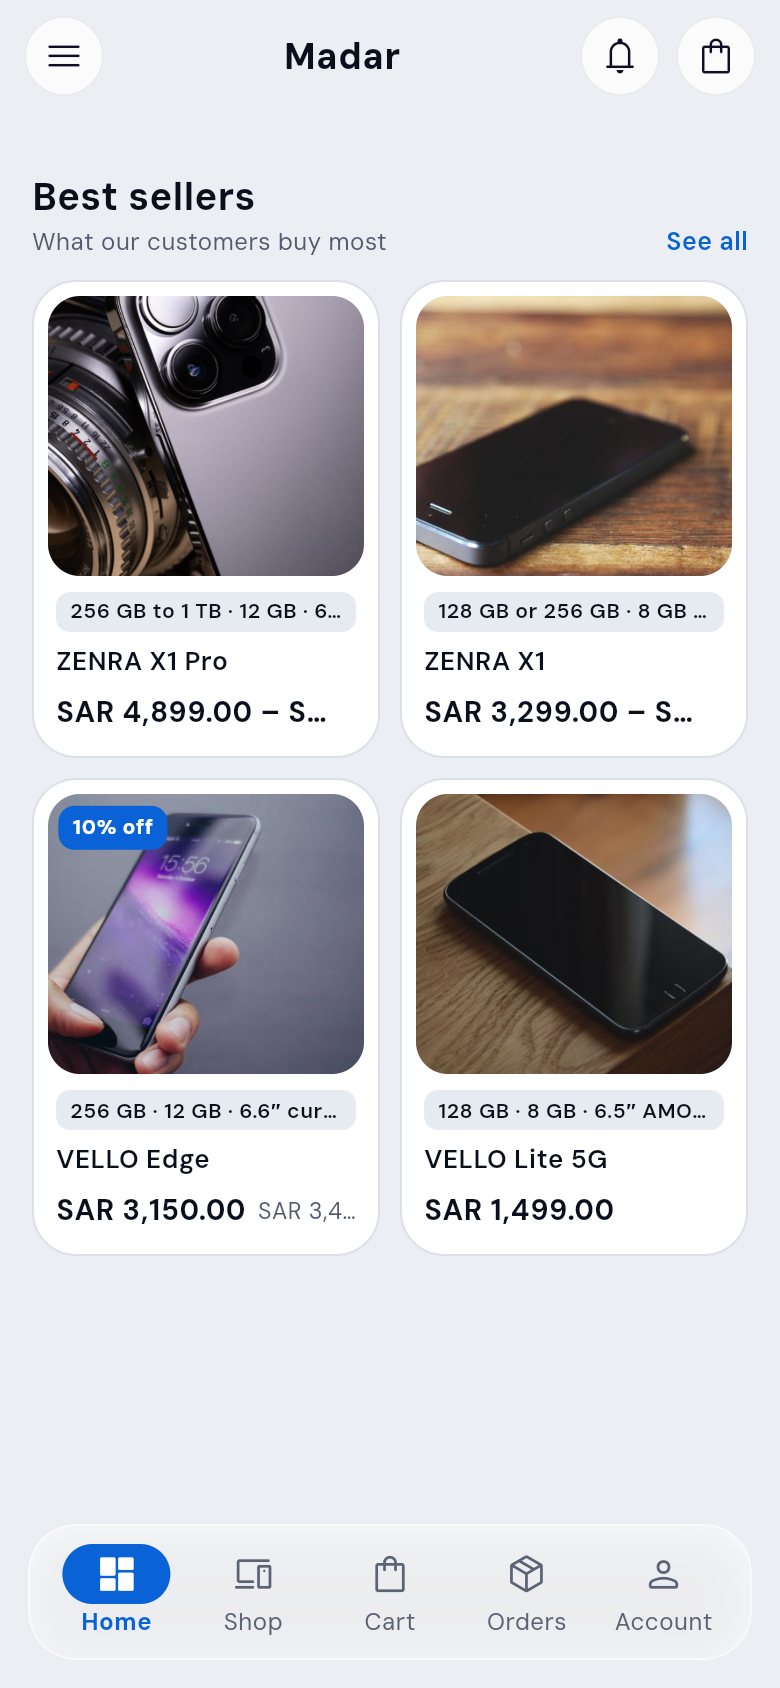 Madar
Best sellers
What our customers buy most
See all
256 GB to 1 TB · 12 GB · 6…
ZENRA X1 Pro
SAR 4,899.00 – S…
128 GB or 256 GB · 8 GB …
ZENRA X1
SAR 3,299.00 – S…
10% off
15:56
256 GB · 12 GB · 6.6″ cur…
VELLO Edge
SAR 3,150.00 SAR 3,4…
128 GB · 8 GB · 6.5″ AMO…
VELLO Lite 5G
SAR 1,499.00
Home
Shop
Cart
Orders
Account